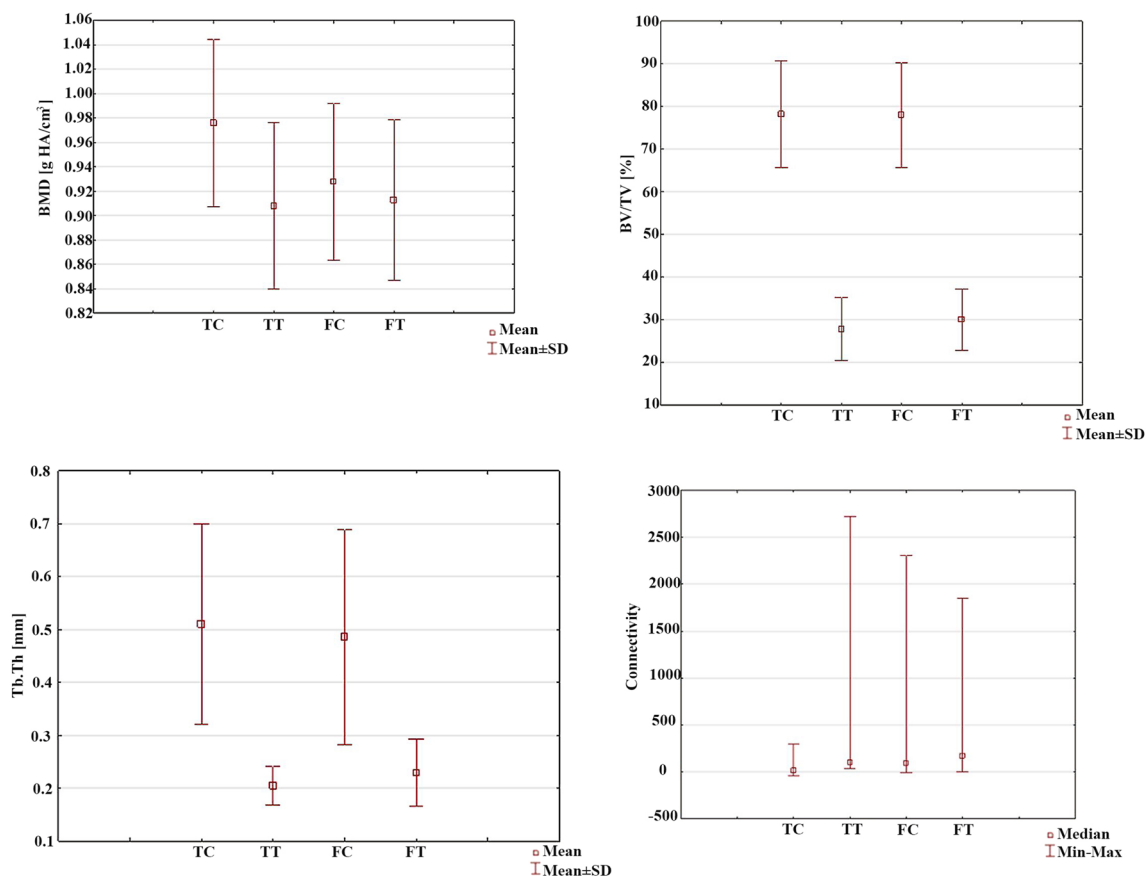 1.06
1.04
1.02
1.00
0.98
0.96
0.94
0.92
0.90
0.88
0.86
0.84
0.82
BMD [g HA/cm³]
TC TT FC FT
Mean
Mean±SD
100
90
80
70
60
50
40
30
20
10
BV/TV [%]
TC TT FC FT
Mean
Mean±SD
0.8
0.7
0.6
0.5
0.4
0.3
0.2
0.1
Tb.Th [mm]
TC TT FC FT
Mean
Mean±SD
3000
2500
2000
1500
1000
500
0
-500
Connectivity
TC TT FC FT
Median
Min-Max